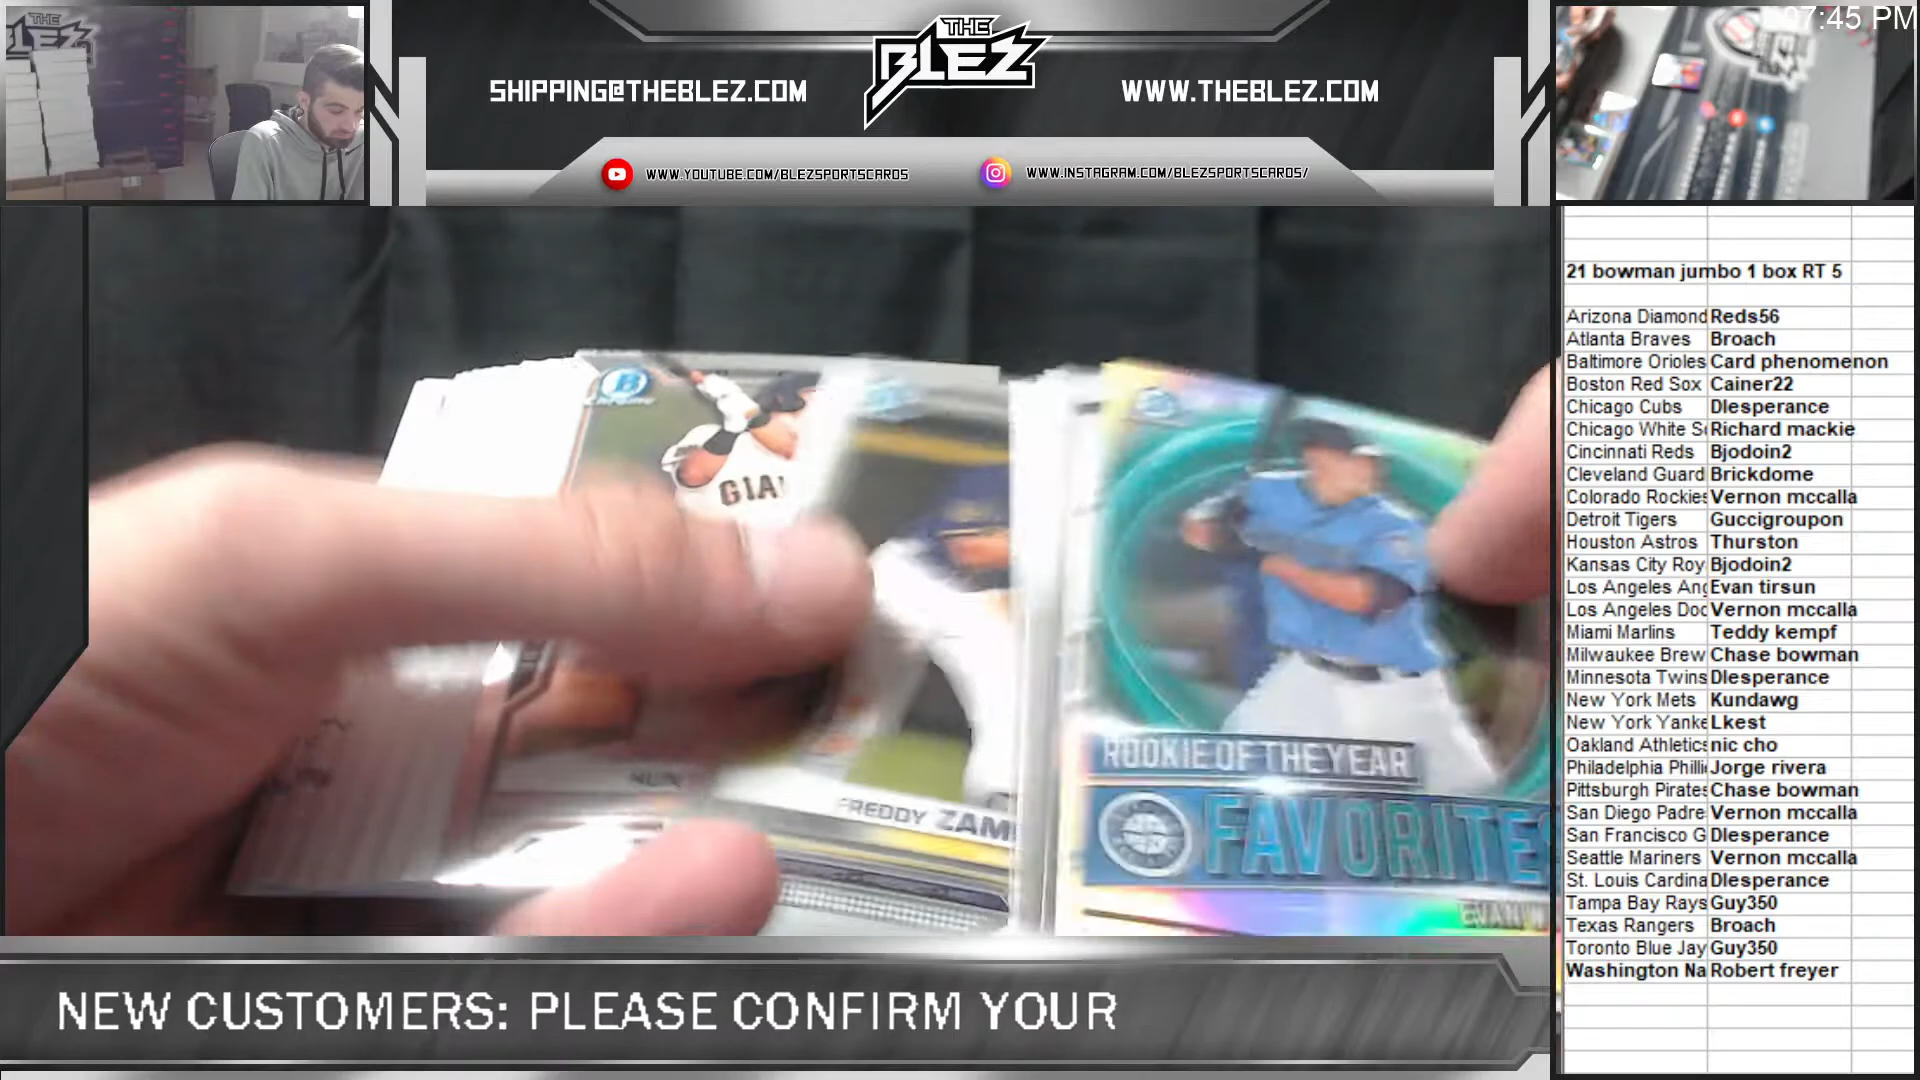 THE
BLEZ
SHIPPING@THEBLEZ.COM
WWW.THEBLEZ.COM
WWW.YOUTUBE.COM/BLEZSPORTSCARDS
WWW.INSTAGRAM.COM/BLEZSPORTSCARDS/
07:45 PM
THE
BLEZ
GIA
FREDDY ZAM
ROOKIE OF THE YEAR
FAVORITES
EVAN W
21 bowman jumbo 1 box RT 5
Arizona Diamond Reds56
Atlanta Braves Broach
Baltimore Orioles Card phenomenon
Boston Red Sox Cainer22
Chicago Cubs Dlesperance
Chicago White S Richard mackie
Cincinnati Reds Bjodoin2
Cleveland Guard Brickdome
Colorado Rockies Vernon mccalla
Detroit Tigers Guccigroupon
Houston Astros Thurston
Kansas City Roy Bjodoin2
Los Angeles Ang Evan tirsun
Los Angeles Dod Vernon mccalla
Miami Marlins Teddy kempf
Milwaukee Brew Chase bowman
Minnesota Twins Dlesperance
New York Mets Kundawg
New York Yanke Lkest
Oakland Athletics nic cho
Philadelphia Philli Jorge rivera
Pittsburgh Pirates Chase bowman
San Diego Padre Vernon mccalla
San Francisco G Dlesperance
Seattle Mariners Vernon mccalla
St. Louis Cardina Dlesperance
Tampa Bay Rays Guy350
Texas Rangers Broach
Toronto Blue Jay Guy350
Washington Na Robert freyer
NEW CUSTOMERS: PLEASE CONFIRM YOUR